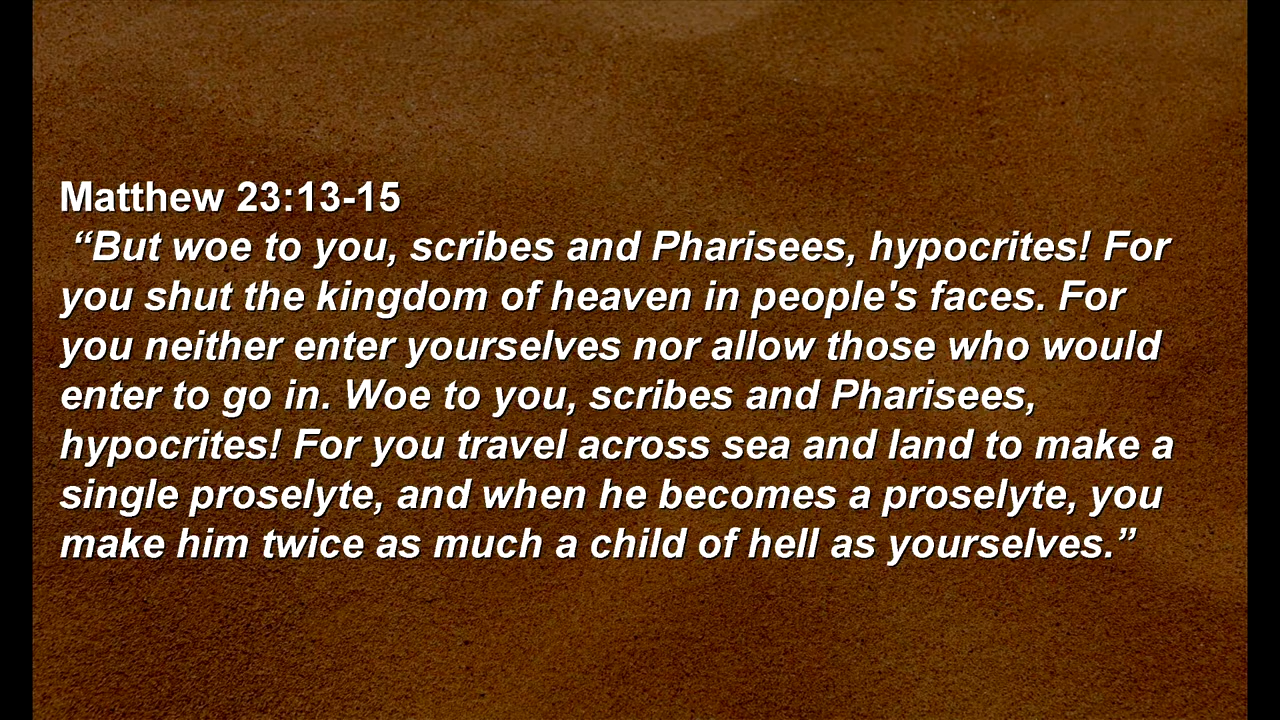 Matthew 23:13-15
“But woe to you, scribes and Pharisees, hypocrites! For
you shut the kingdom of heaven in people's faces. For
you neither enter yourselves nor allow those who would
enter to go in. Woe to you, scribes and Pharisees,
hypocrites! For you travel across sea and land to make a
single proselyte, and when he becomes a proselyte, you
make him twice as much a child of hell as yourselves.”